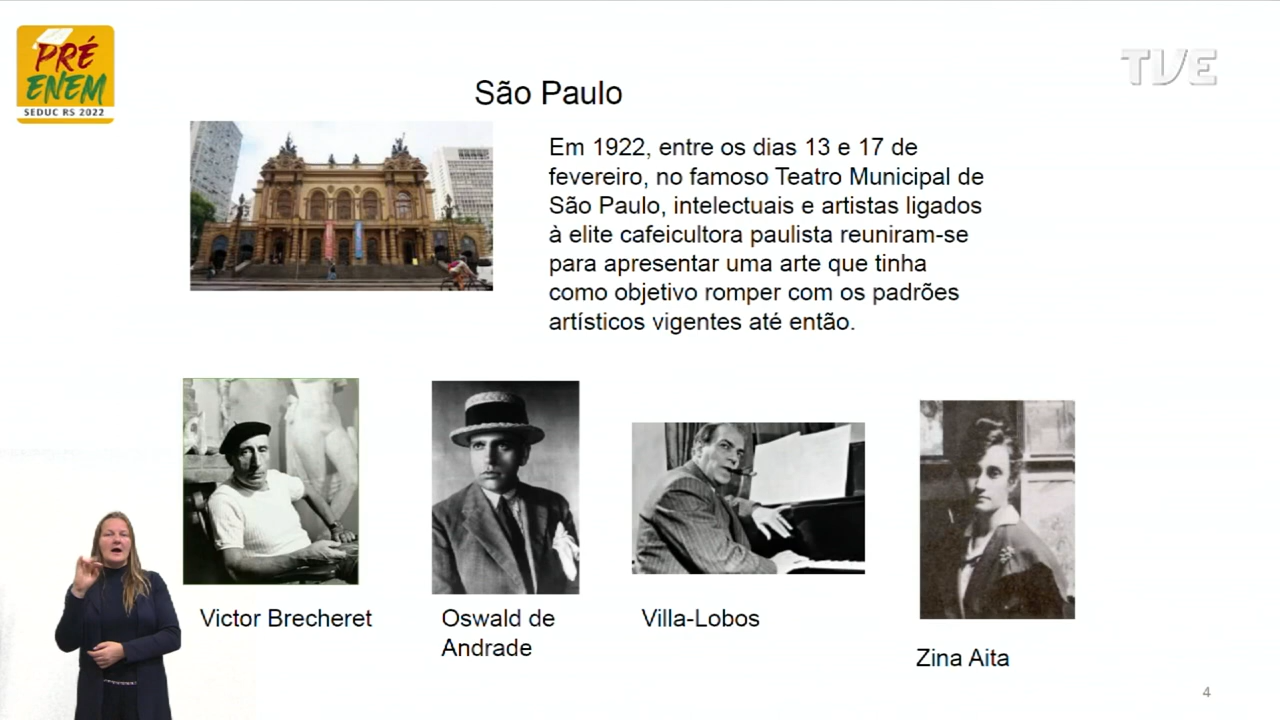 PRÉ
ENEM
SEDUC RS 2022
TVE
São Paulo
Em 1922, entre os dias 13 e 17 de
fevereiro, no famoso Teatro Municipal de
São Paulo, intelectuais e artistas ligados
à elite cafeicultora paulista reuniram-se
para apresentar uma arte que tinha
como objetivo romper com os padrões
artísticos vigentes até então.
Victor Brecheret
Oswald de
Andrade
Villa-Lobos
Zina Aita
4